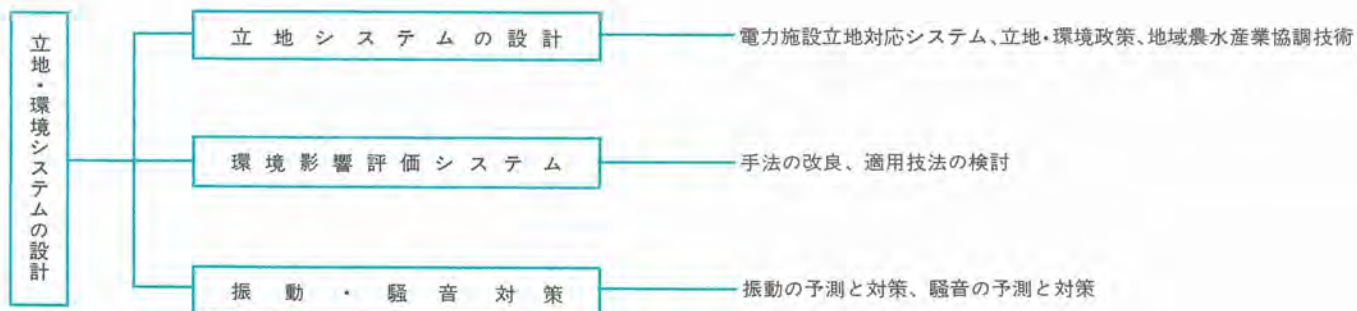 立地・環境システムの設計
立地システムの設計
電力施設立地対応システム、立地・環境政策、地域農水産業協調技術
環境影響評価システム
手法の改良、適用技法の検討
振動・騒音対策
振動の予測と対策、騒音の予測と対策